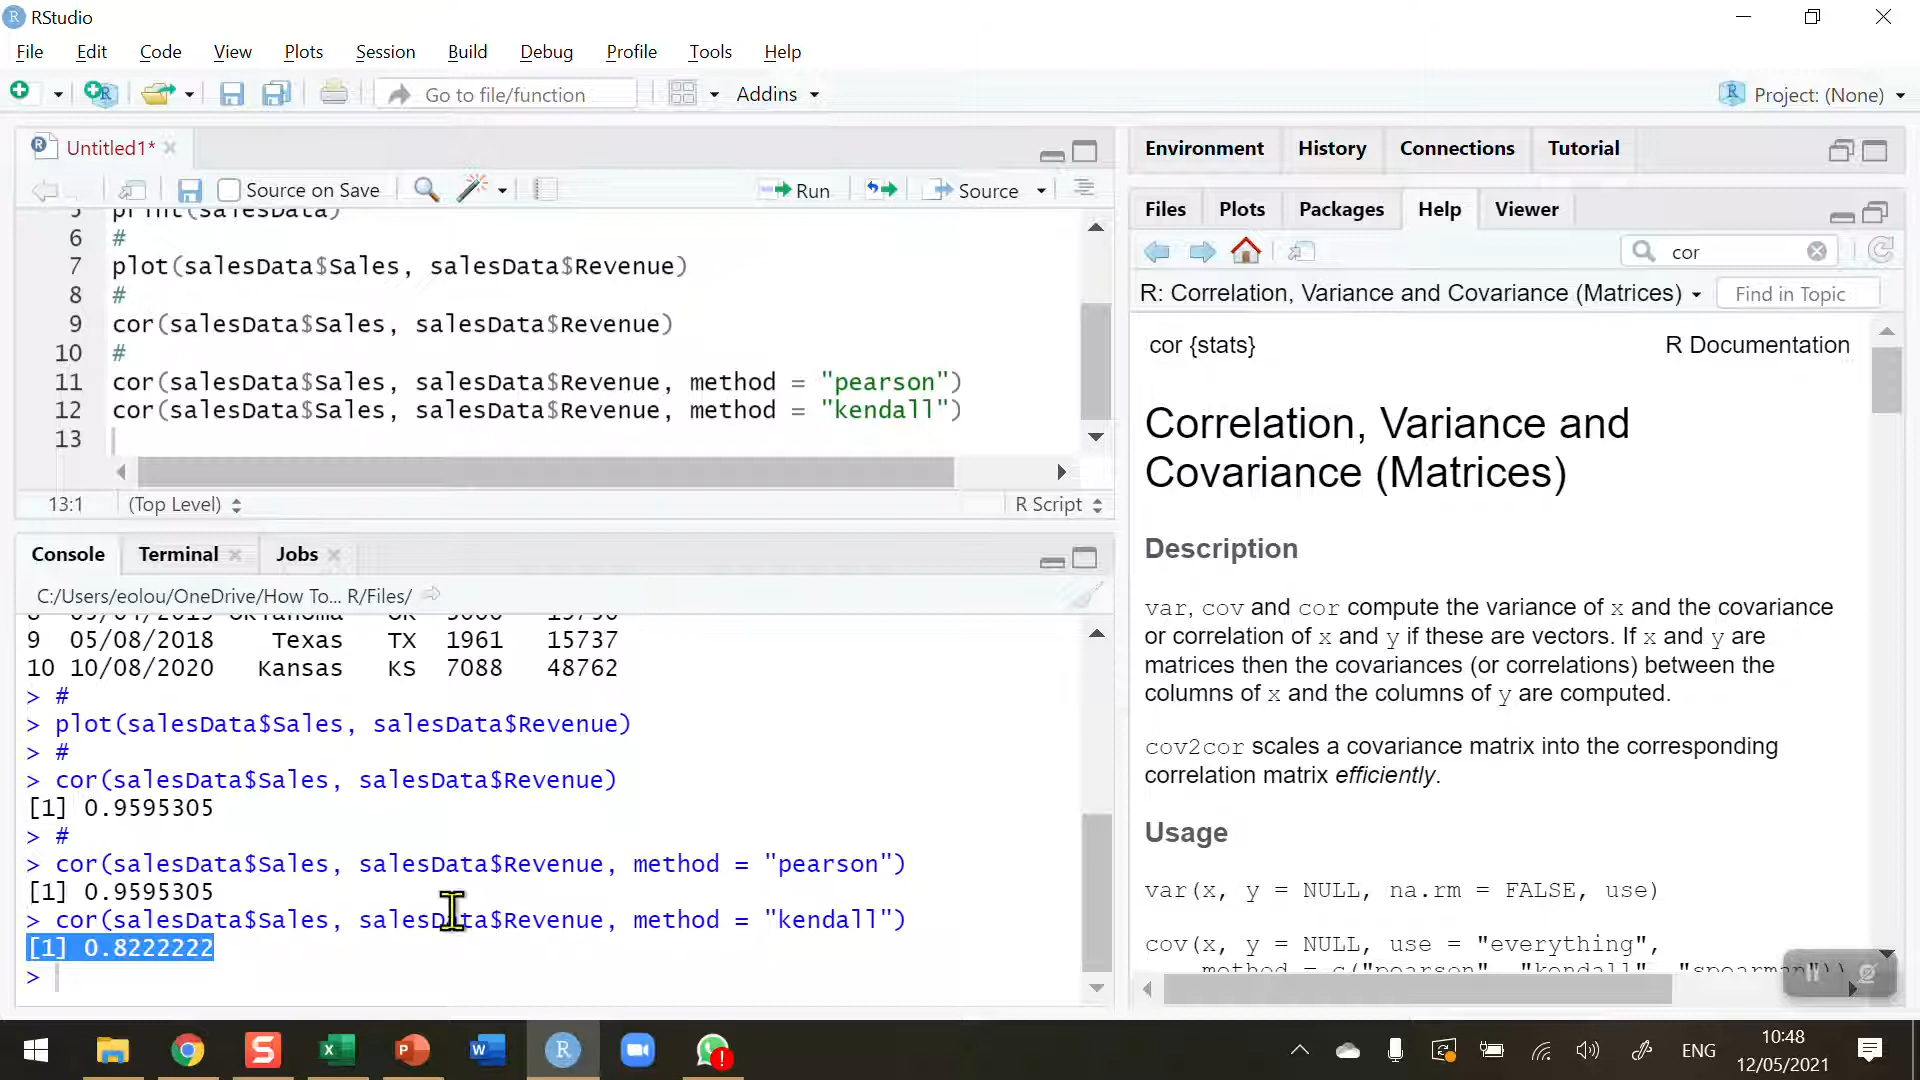 RStudio
File Edit Code View Plots Session Build Debug Profile Tools Help
Go to file/function Addins Project: (None)
Untitled1*
Source on Save Run Source
5 print(salesData)
6 #
7 plot(salesData$Sales, salesData$Revenue)
8 #
9 cor(salesData$Sales, salesData$Revenue)
10 #
11 cor(salesData$Sales, salesData$Revenue, method = "pearson")
12 cor(salesData$Sales, salesData$Revenue, method = "kendall")
13
13:1 (Top Level) R Script
Console Terminal Jobs
C:/Users/eolou/OneDrive/How To... R/Files/
9 05/08/2018 Texas TX 1961 15737
10 10/08/2020 Kansas KS 7088 48762
> #
> plot(salesData$Sales, salesData$Revenue)
> #
> cor(salesData$Sales, salesData$Revenue)
[1] 0.9595305
> #
> cor(salesData$Sales, salesData$Revenue, method = "pearson")
[1] 0.9595305
> cor(salesData$Sales, salesData$Revenue, method = "kendall")
[1] 0.8222222
>
Environment History Connections Tutorial
Files Plots Packages Help Viewer
cor
R: Correlation, Variance and Covariance (Matrices) Find in Topic
cor {stats} R Documentation
Correlation, Variance and
Covariance (Matrices)
Description
var, cov and cor compute the variance of x and the covariance
or correlation of x and y if these are vectors. If x and y are
matrices then the covariances (or correlations) between the
columns of x and the columns of y are computed.
cov2cor scales a covariance matrix into the corresponding
correlation matrix efficiently.
Usage
var(x, y = NULL, na.rm = FALSE, use)
cov(x, y = NULL, use = "everything",
method = c("pearson", "kendall", "spearman"))
ENG
10:48
12/05/2021